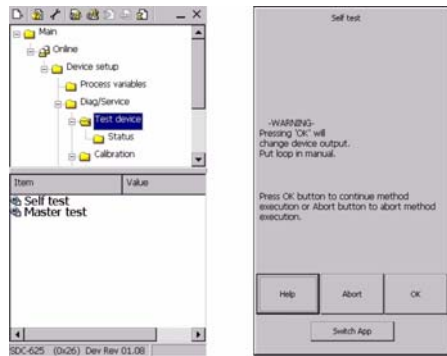 Main
Online
Device setup
Process variables
Diag/Service
Test device
Status
Calibration
Item Value
Self test
Master test
SDC-625 (0x26) Dev Rev 01.08
Self test
-WARNING-
Pressing 'OK' will
change device output.
Put loop in manual.
Press OK button to continue method
execution or Abort button to abort method
execution.
Help Abort OK
Switch App